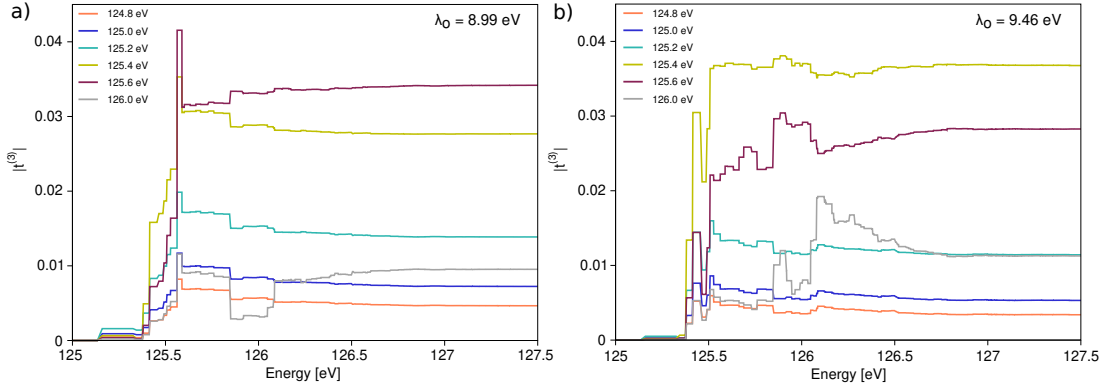 a)
λO = 8.99 eV
124.8 eV
125.0 eV
125.2 eV
125.4 eV
125.6 eV
126.0 eV
0.04
0.03
0.02
0.01
0
|t(3)|
125
125.5
126
126.5
127
127.5
Energy [eV]
b)
λO = 9.46 eV
124.8 eV
125.0 eV
125.2 eV
125.4 eV
125.6 eV
126.0 eV
0.04
0.03
0.02
0.01
0
|t(3)|
125
125.5
126
126.5
127
127.5
Energy [eV]